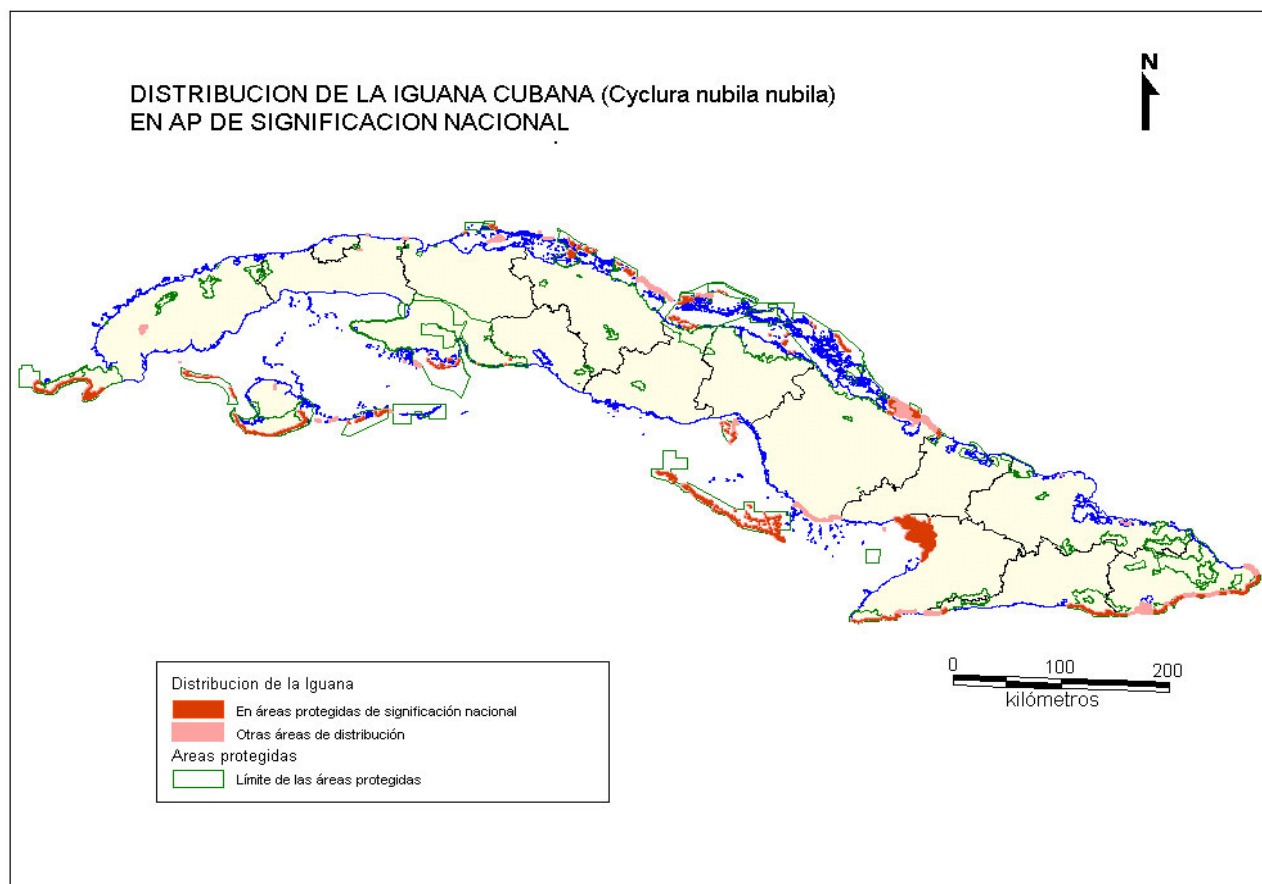 DISTRIBUCION DE LA IGUANA CUBANA (Cyclura nubila nubila)
EN AP DE SIGNIFICACION NACIONAL
N
0 100 200
kilómetros
Distribucion de la Iguana
En áreas protegidas de significación nacional
Otras áreas de distribución
Areas protegidas
Límite de las áreas protegidas